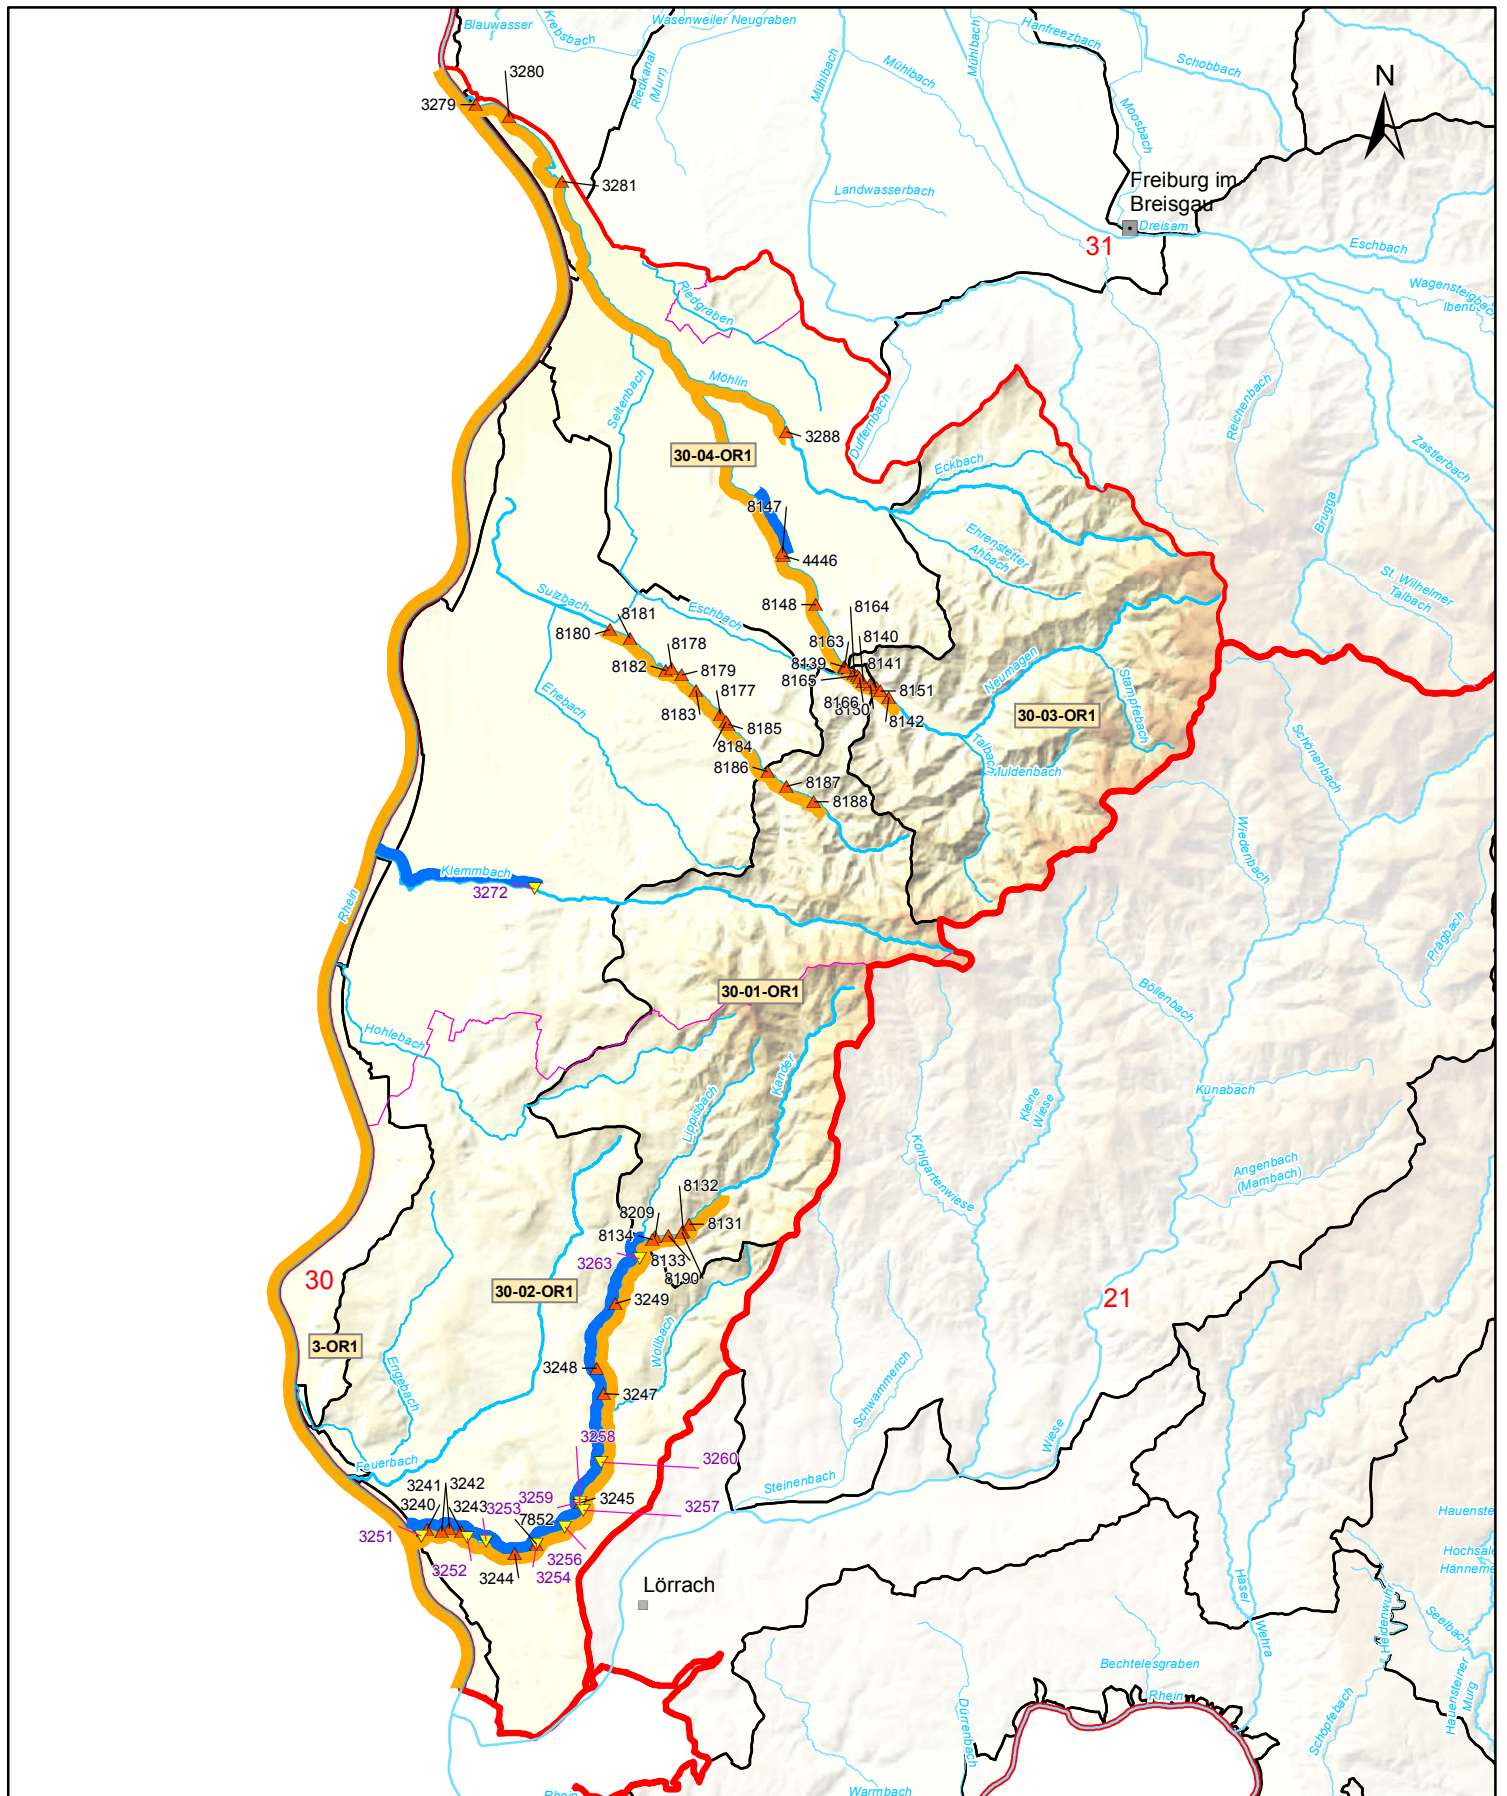 Blauwasser
Krebsbach
Wasenweiler Neugraben
Riedkanal
(Murr)
Mühlbach
Mühlbach
Mühlbach
Hanfreezbach
Schobbach
Moosbach
N
3280
3279
3281
Landwasserbach
Freiburg im
Breisgau
Dreisam
31
Eschbach
Wagensteigbach
Riedgraben
Möhlin
Seltenbach
Duffernbach
Reichenbach
Zastlerbach
Brugga
St. Wilhelmer
Talbach
3288
30-04-OR1
Eckbach
Ehrenstetter
Ahbach
8147
4446
8148
Sulzbach
Eschbach
8164
8181
8180
8163
8140
8178
8139
8141
8182
8179
8165
8151
8177
8166
8150
8142
8183
8185
8184
8186
8187
8188
Ehebach
Neumagen
Stampfebach
30-03-OR1
Talbach
Muldenbach
Schönenbach
Wiedenbach
Prägbach
Klemmbach
3272
Rhein
30-01-OR1
Böllenbach
Hohlebach
Kander
Lippisbach
Kleine
Wiese
Künabach
Köhlgartenwiese
Angenbach
(Mambach)
8132
8209
8131
8134
3263
8133
8190
30
30-02-OR1
3249
21
3-OR1
Wollbach
Engebach
3248
3247
Schwammerich
3258
3260
Wiese
Feuerbach
Steinenbach
3241
3242
3240
3243
3253
3259
3245
3257
7852
3251
3252
3256
3244
3254
Lörrach
Hasel
Wehra
Heidenwuhr
Seelbach
Hauensteiner
Murg
Schöpfebach
Bechtelesgraben
Rhein
Dürrenbach
Warmbach
Rhein